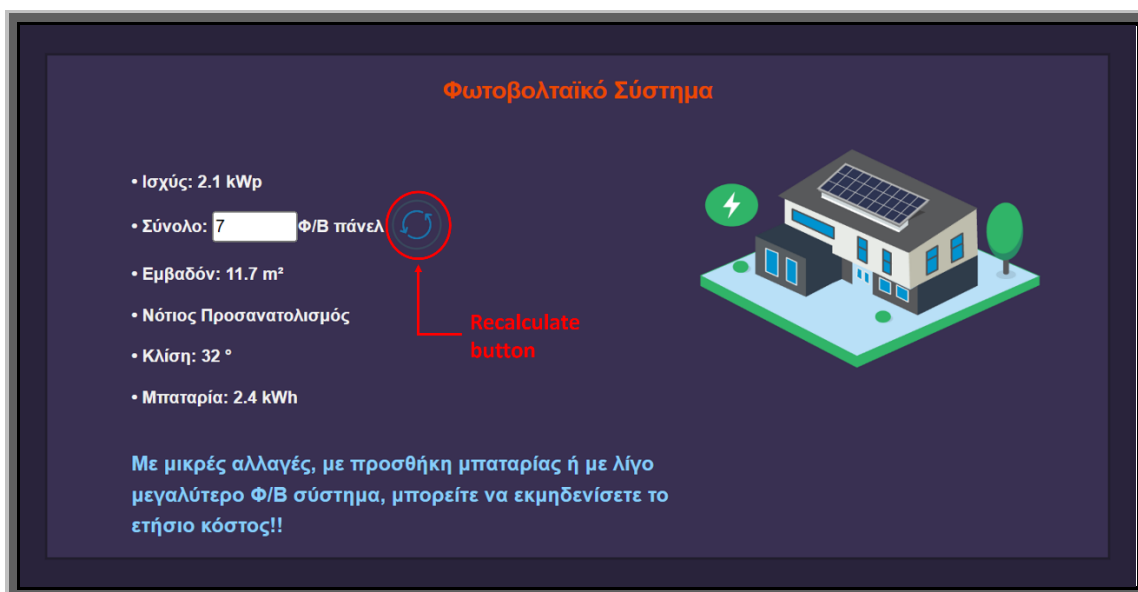 Φωτοβολταϊκό Σύστημα
• Ισχύς: 2.1 kWp
• Σύνολο: 7 Φ/Β πάνελ
• Εμβαδόν: 11.7 m²
• Νότιος Προσανατολισμός
• Κλίση: 32 °
• Μπαταρία: 2.4 kWh
Recalculate
button
Με μικρές αλλαγές, με προσθήκη μπαταρίας ή με λίγο
μεγαλύτερο Φ/Β σύστημα, μπορείτε να εκμηδενίσετε το
ετήσιο κόστος!!